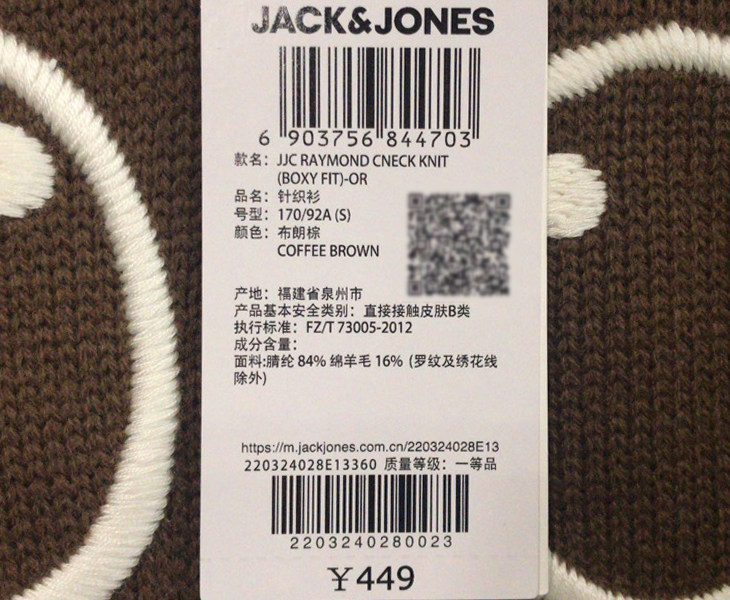 JACK&JONES
6 903756 844703
款名：JJC RAYMOND CNECK KNIT
(BOXY FIT)-OR
品名：针织衫
号型：170/92A (S)
颜色：布朗棕
COFFEE BROWN
产地：福建省泉州市
产品基本安全类别：直接接触皮肤B类
执行标准：FZ/T 73005-2012
成分含量：
面料:腈纶 84% 绵羊毛 16% (罗纹及绣花线
除外)
https://m.jackjones.com.cn/220324028E13
220324028E13360 质量等级：一等品
2203240280023
￥449